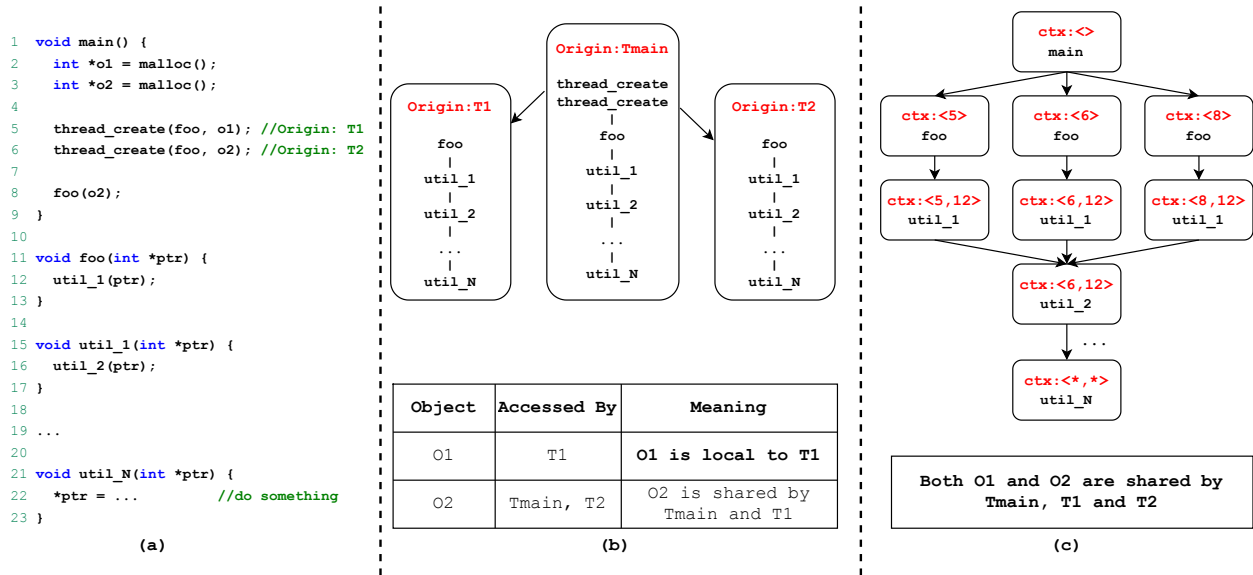 1 void main() {
2 int *o1 = malloc();
3 int *o2 = malloc();
4
5 thread_create(foo, o1); //Origin: T1
6 thread_create(foo, o2); //Origin: T2
7
8 foo(o2);
9 }
10
11 void foo(int *ptr) {
12 util_1(ptr);
13 }
14
15 void util_1(int *ptr) {
16 util_2(ptr);
17 }
18
19 ...
20
21 void util_N(int *ptr) {
22 *ptr = ... //do something
23 }
(a)
Origin:T1
foo
util_1
util_2
...
util_N
Origin:Tmain
thread_create
thread_create
foo
util_1
util_2
...
util_N
Origin:T2
foo
util_1
util_2
...
util_N
Object Accessed By Meaning
O1 T1 O1 is local to T1
O2 Tmain, T2 O2 is shared by
Tmain and T1
(b)
ctx:<>
main
ctx:<5> ctx:<6> ctx:<8>
foo foo foo
ctx:<5,12> ctx:<6,12> ctx:<8,12>
util_1 util_1 util_1
ctx:<6,12>
util_2
...
ctx:<*,*>
util_N
Both O1 and O2 are shared by
Tmain, T1 and T2
(c)